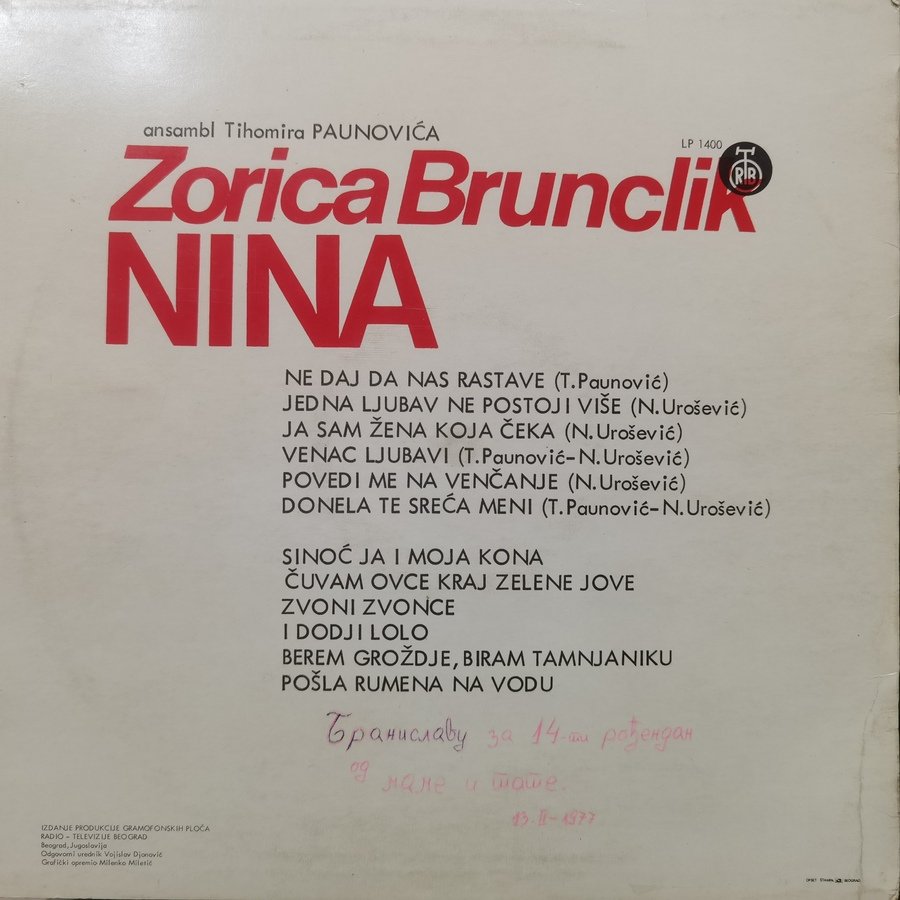 ansambl Tihomira PAUNOVIĆA
LP 1400
RTB
Zorica Brunclik
NINA
NE DAJ DA NAS RASTAVE (T.Paunović)
JEDNA LJUBAV NE POSTOJI VIŠE (N.Urošević)
JA SAM ŽENA KOJA ČEKA (N.Urošević)
VENAC LJUBAVI (T.Paunović-N.Urošević)
POVEDI ME NA VENČANJE (N.Urošević)
DONELA TE SREĆA MENI (T.Paunović-N.Urošević)
SINOĆ JA I MOJA KONA
ČUVAM OVCE KRAJ ZELENE JOVE
ZVONI ZVONCE
I DODJI LOLO
BEREM GROŽDJE, BIRAM TAMNJANIKU
POŠLA RUMENA NA VODU
Браниславу за 14-ти рођендан
од маме и тате.
13.II-1977
IZDANJE PRODUKCIJE GRAMOFONSKIH PLOČA
RADIO - TELEVIZIJE BEOGRAD
Beograd, Jugoslavija
Odgovorni urednik Vojislav Djonović
Grafički opremio Milenko Miletić
OFSET ŠTAMPA BEOGRAD